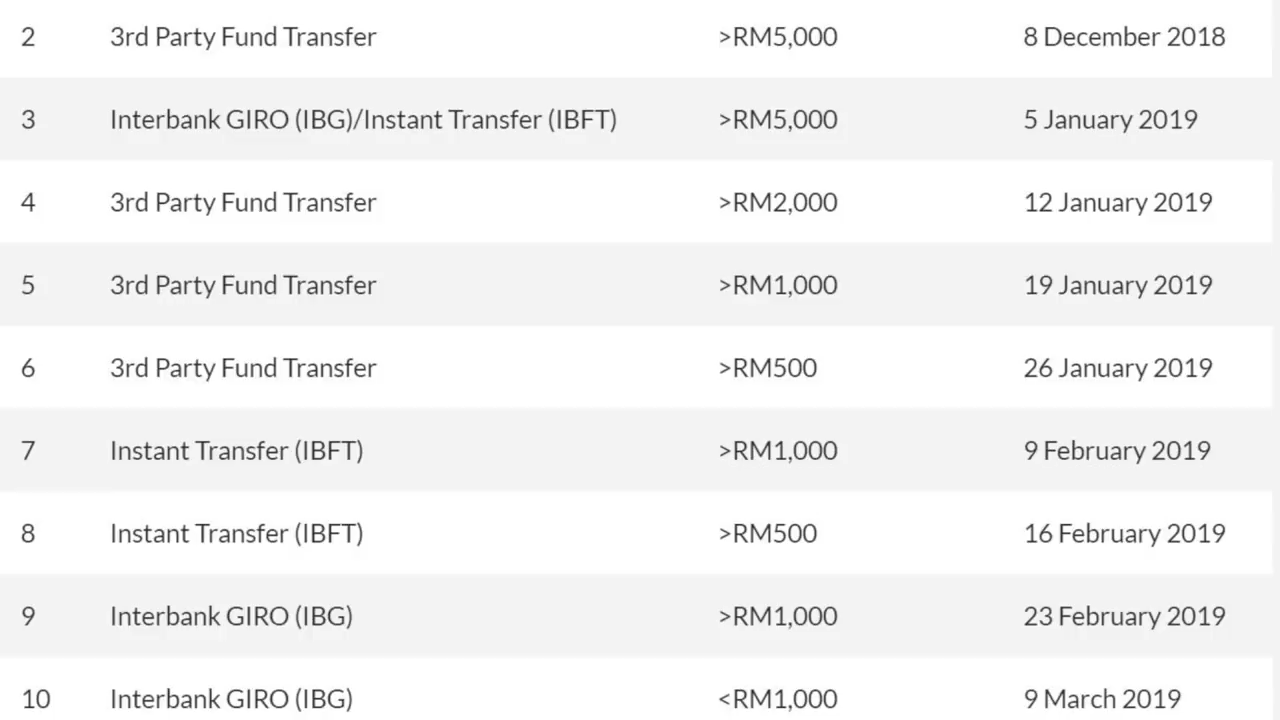 2 3rd Party Fund Transfer >RM5,000 8 December 2018
3 Interbank GIRO (IBG)/Instant Transfer (IBFT) >RM5,000 5 January 2019
4 3rd Party Fund Transfer >RM2,000 12 January 2019
5 3rd Party Fund Transfer >RM1,000 19 January 2019
6 3rd Party Fund Transfer >RM500 26 January 2019
7 Instant Transfer (IBFT) >RM1,000 9 February 2019
8 Instant Transfer (IBFT) >RM500 16 February 2019
9 Interbank GIRO (IBG) >RM1,000 23 February 2019
10 Interbank GIRO (IBG) <RM1,000 9 March 2019